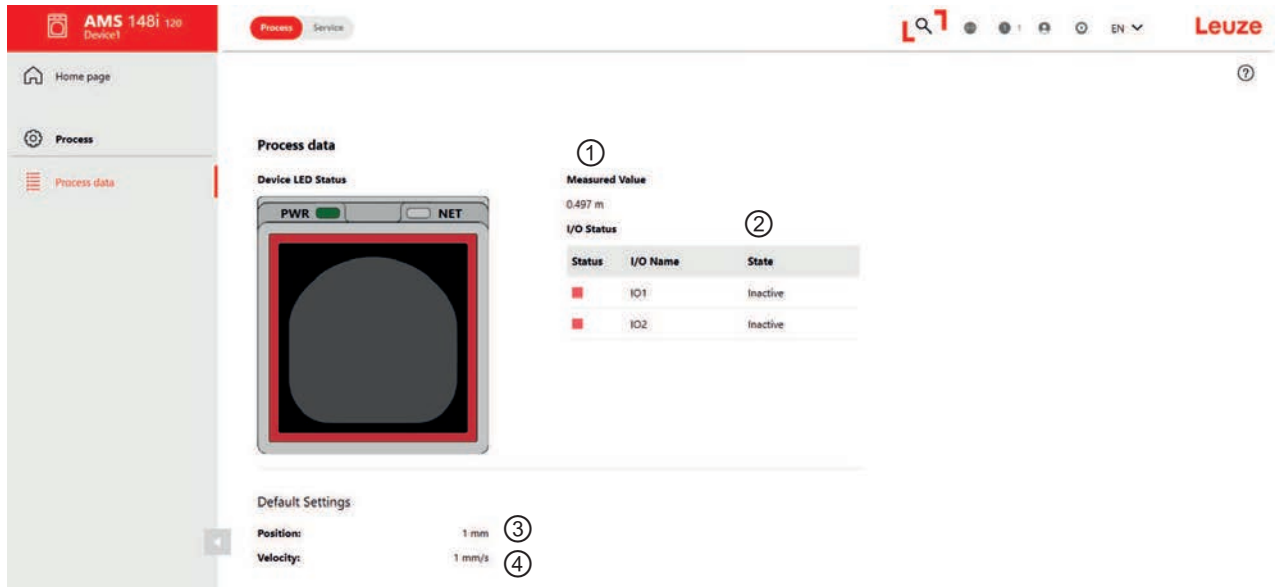 AMS 148i 120
Device1
Process Service
EN
Leuze
Home page
Process
Process data
Process data
Device LED Status
PWR
NET
1
Measured Value
0.497 m
I/O Status
2
Status I/O Name State
IO1 Inactive
IO2 Inactive
Default Settings
Position: 1 mm 3
Velocity: 1 mm/s 4